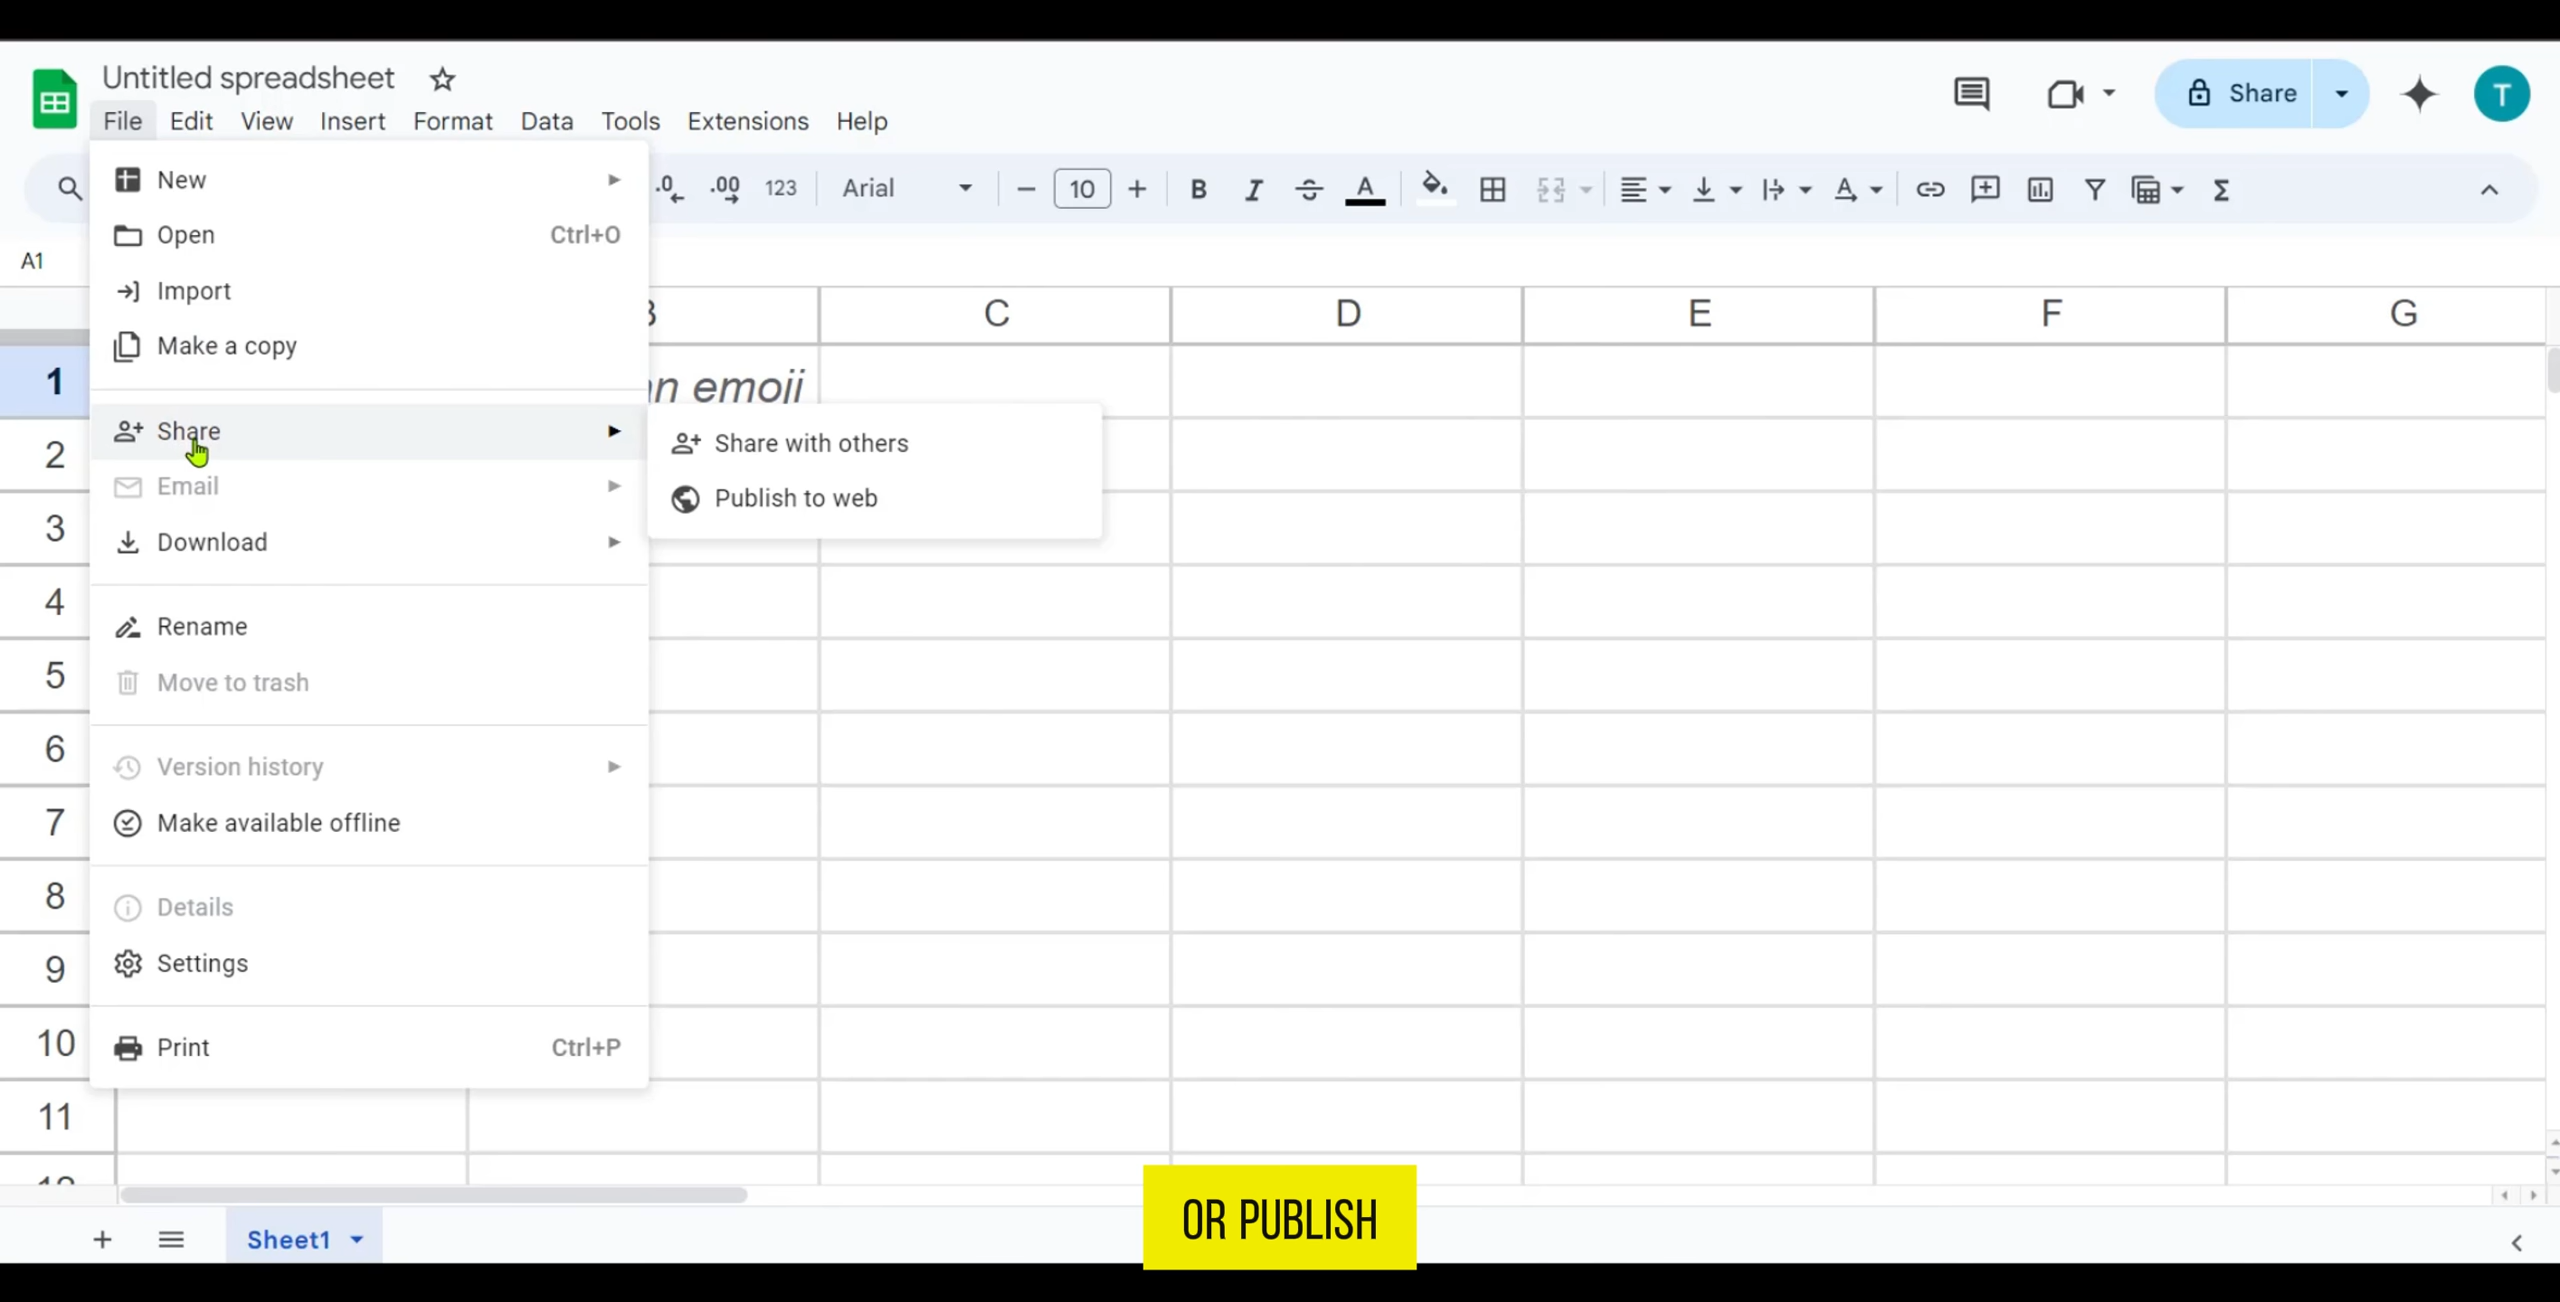 Untitled spreadsheet
File Edit View Insert Format Data Tools Extensions Help
Share
T
.0 .00 123 Arial 10 B I A
A1
New
Open Ctrl+O
Import
Make a copy
Share
Email
Download
Rename
Move to trash
Version history
Make available offline
Details
Settings
Print Ctrl+P
Share with others
Publish to web
C D E F G
emoji
1
2
3
4
5
6
7
8
9
10
11
Sheet1
OR PUBLISH